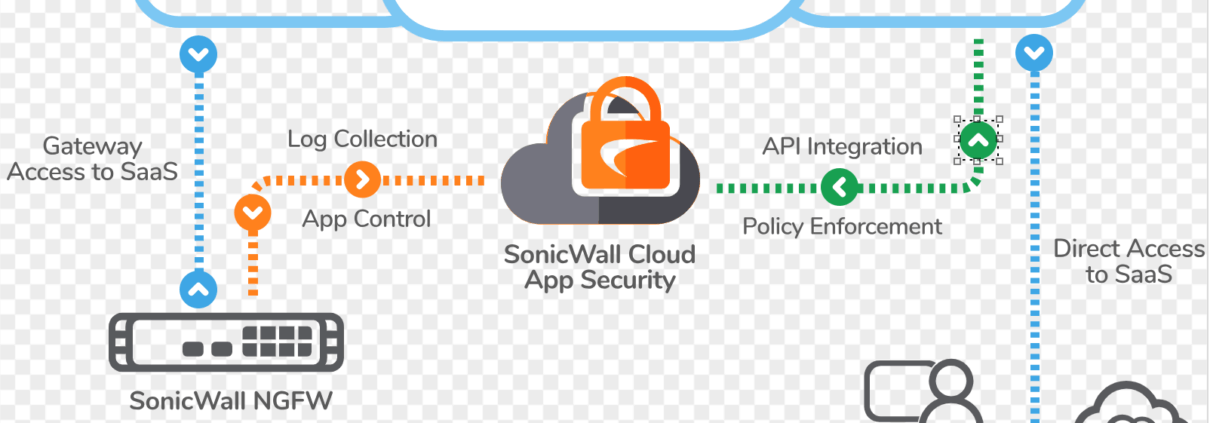 Gateway
Access to SaaS
Log Collection
App Control
SonicWall Cloud
App Security
API Integration
Policy Enforcement
Direct Access
to SaaS
SonicWall NGFW